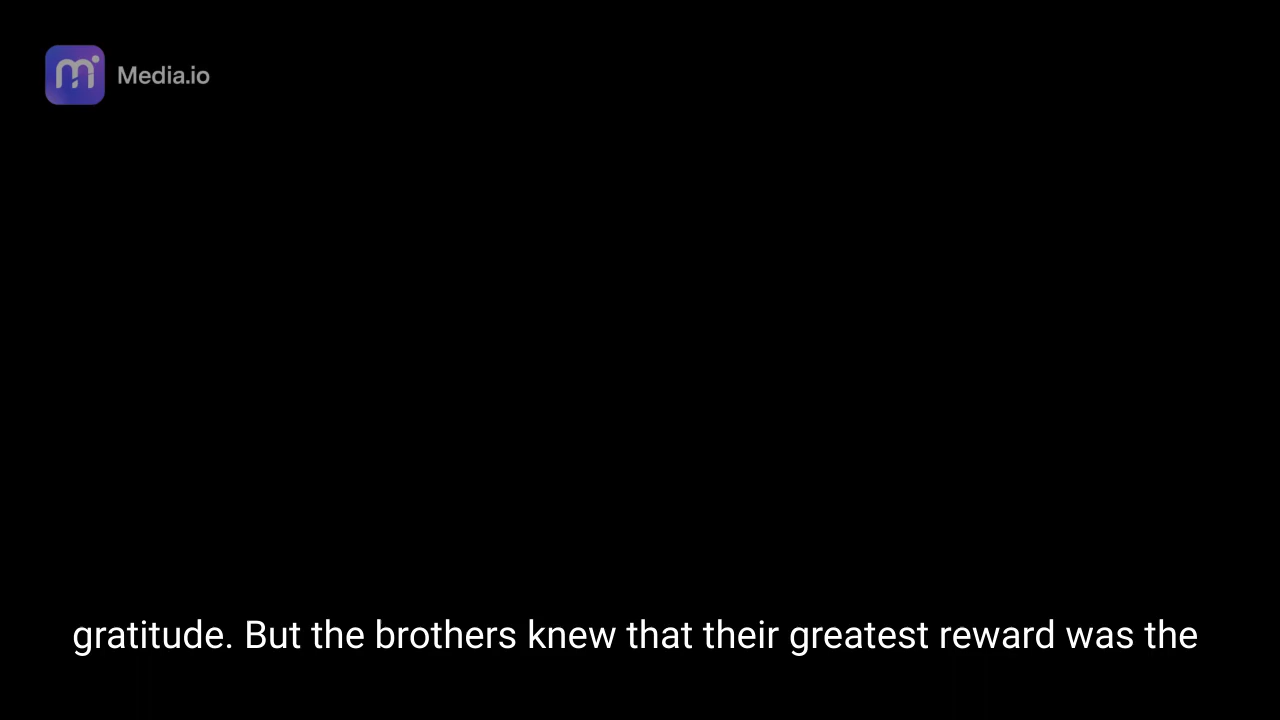 Media.io
gratitude. But the brothers knew that their greatest reward was the